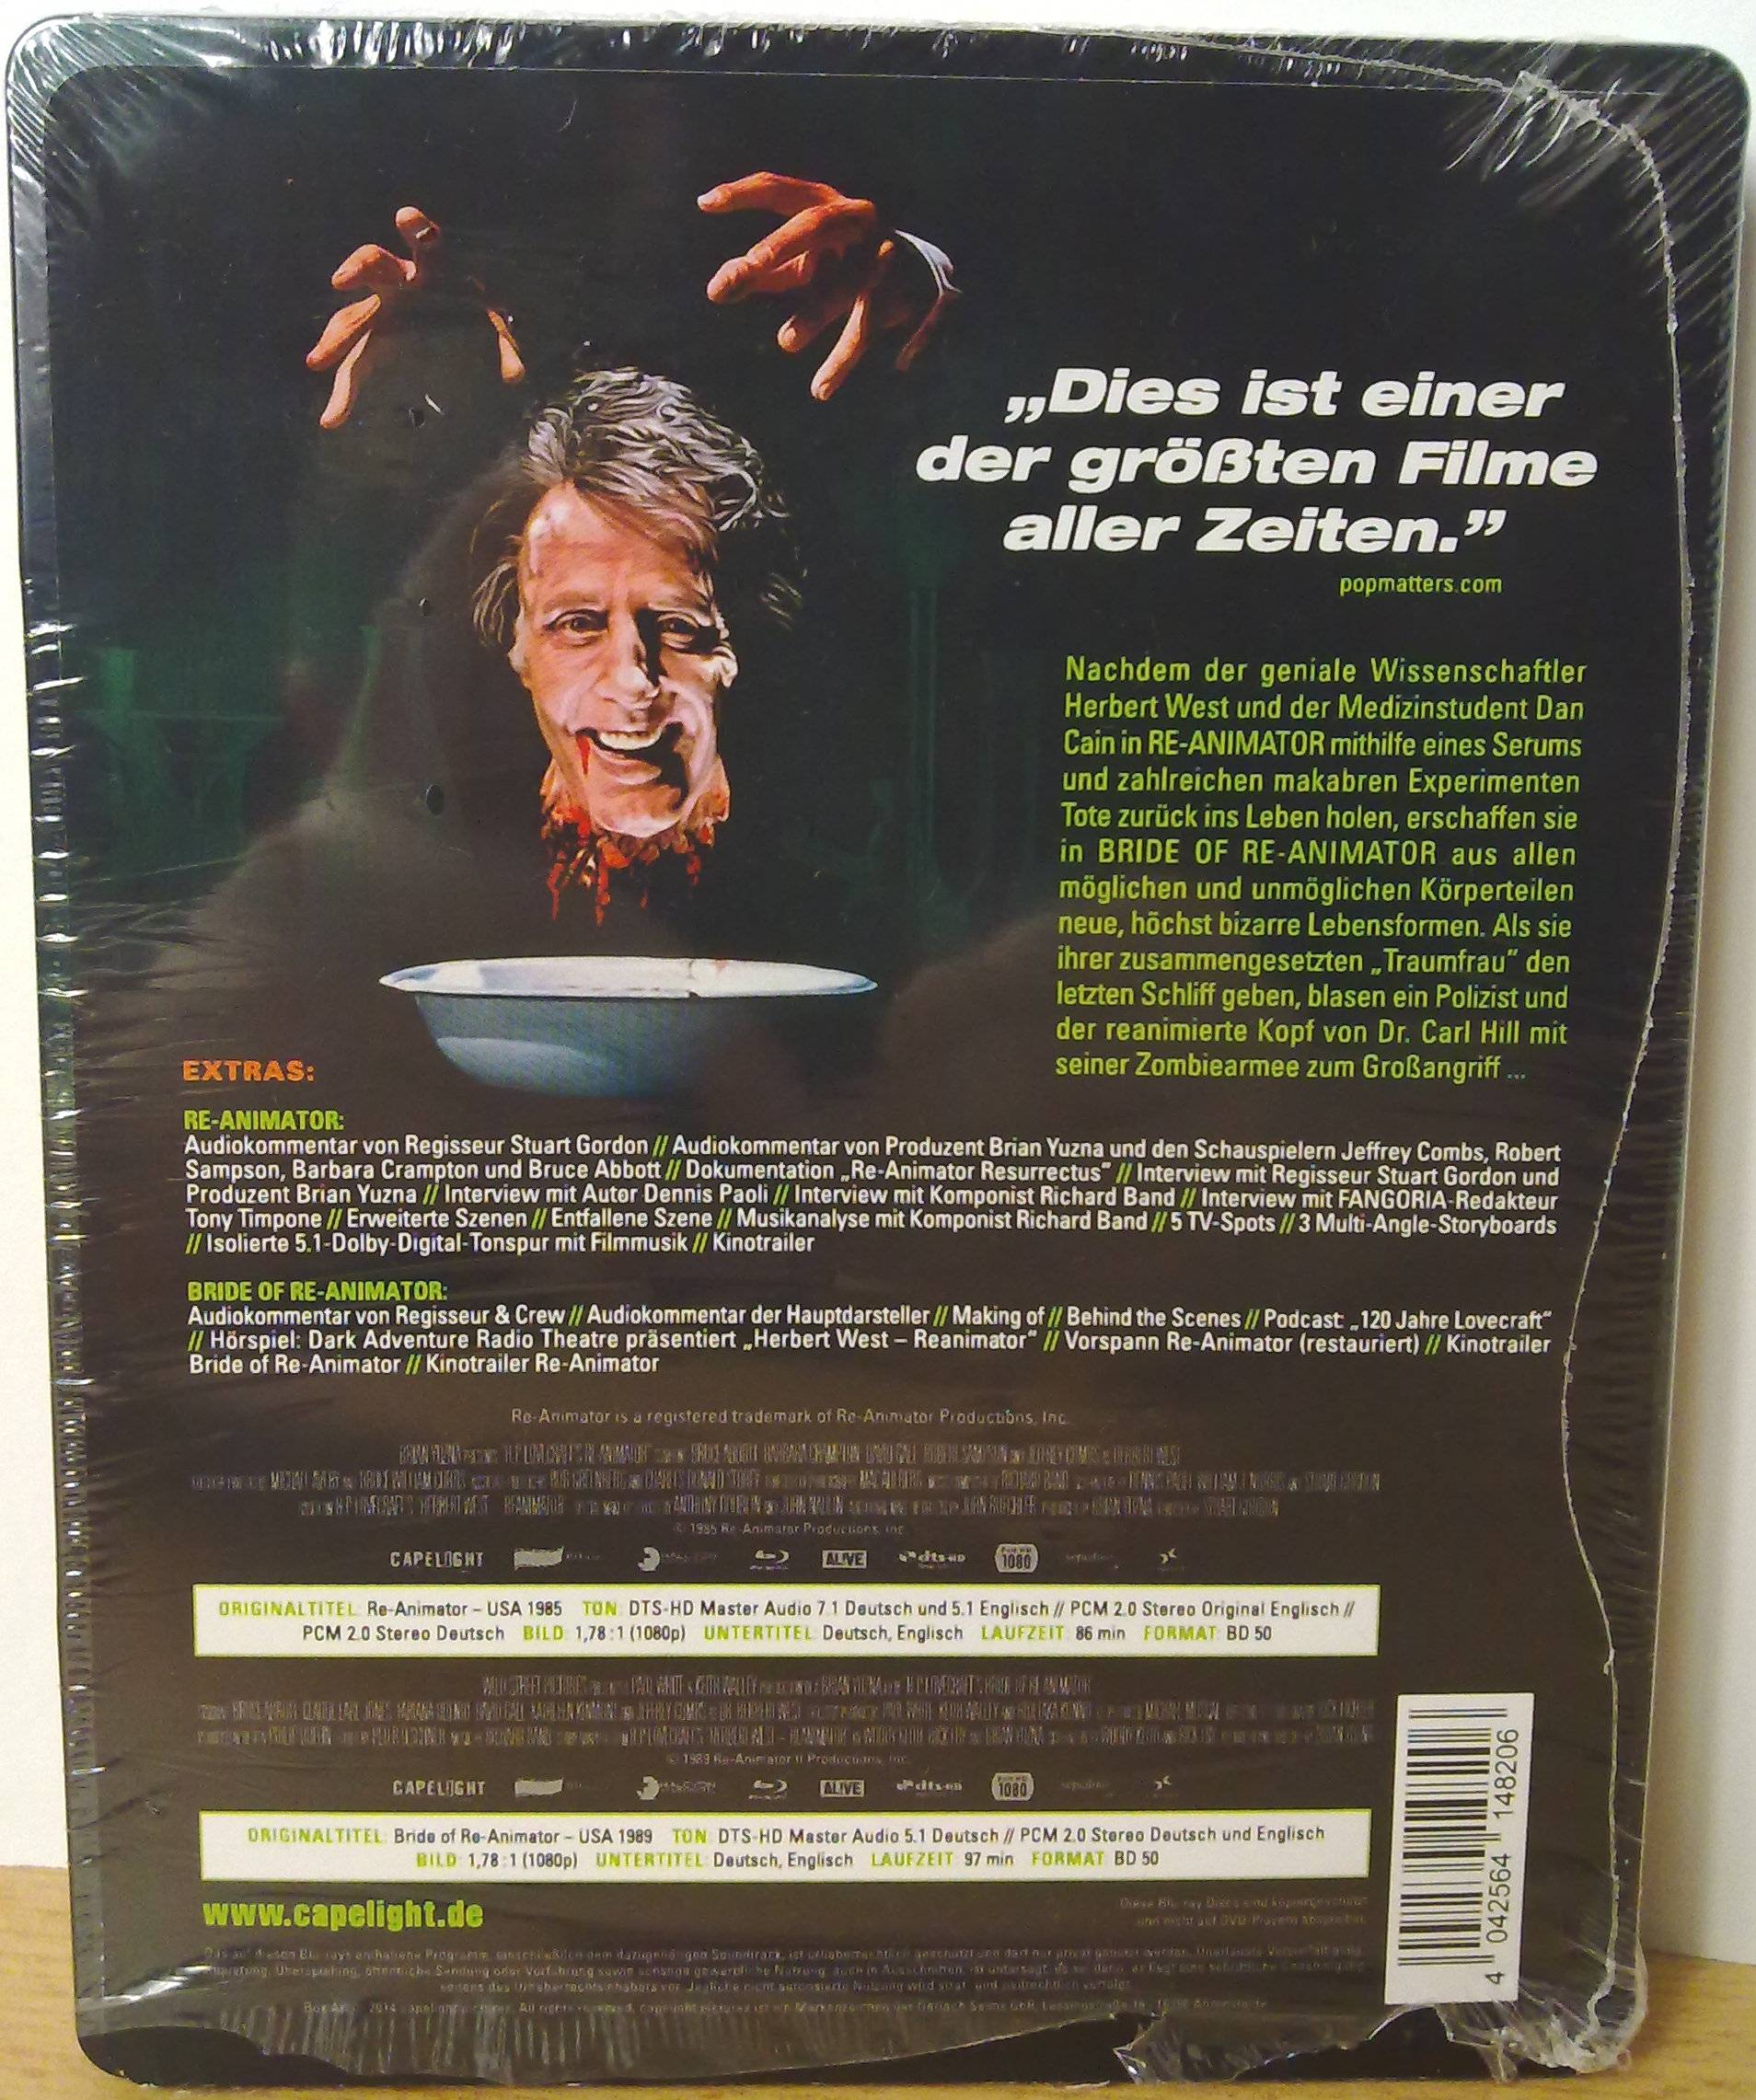 „Dies ist einer
der größten Filme
aller Zeiten.”
popmatters.com
Nachdem der geniale Wissenschaftler
Herbert West und der Medizinstudent Dan
Cain in RE-ANIMATOR mithilfe eines Serums
und zahlreichen makabren Experimenten
Tote zurück ins Leben holen, erschaffen sie
in BRIDE OF RE-ANIMATOR aus allen
möglichen und unmöglichen Körperteilen
neue, höchst bizarre Lebensformen. Als sie
ihrer zusammengesetzten „Traumfrau“ den
letzten Schliff geben, blasen ein Polizist und
der reanimierte Kopf von Dr. Carl Hill mit
seiner Zombiearmee zum Großangriff ...
EXTRAS:
RE-ANIMATOR:
Audiokommentar von Regisseur Stuart Gordon // Audiokommentar von Produzent Brian Yuzna und den Schauspielern Jeffrey Combs, Robert
Sampson, Barbara Crampton und Bruce Abbott // Dokumentation „Re-Animator Resurrectus“ // Interview mit Regisseur Stuart Gordon und
Produzent Brian Yuzna // Interview mit Autor Dennis Paoli // Interview mit Komponist Richard Band // Interview mit FANGORIA-Redakteur
Tony Timpone // Erweiterte Szenen // Entfallene Szene // Musikanalyse mit Komponist Richard Band // 5 TV-Spots // 3 Multi-Angle-Storyboards
// Isolierte 5.1-Dolby-Digital-Tonspur mit Filmmusik // Kinotrailer
BRIDE OF RE-ANIMATOR:
Audiokommentar von Regisseur & Crew // Audiokommentar der Hauptdarsteller // Making of // Behind the Scenes // Podcast: „120 Jahre Lovecraft“
// Hörspiel: Dark Adventure Radio Theatre präsentiert „Herbert West – Reanimator“ // Vorspann Re-Animator (restauriert) // Kinotrailer
Bride of Re-Animator // Kinotrailer Re-Animator
Re-Animator is a registered trademark of Re-Animator Productions, Inc.
© 1985 Re-Animator Productions, Inc.
CAPELIGHT ALIVE dts-HD 1080
ORIGINALTITEL: Re-Animator – USA 1985 TON: DTS-HD Master Audio 7.1 Deutsch und 5.1 Englisch // PCM 2.0 Stereo Original Englisch //
PCM 2.0 Stereo Deutsch BILD: 1,78:1 (1080p) UNTERTITEL: Deutsch, Englisch LAUFZEIT: 86 min FORMAT: BD 50
© 1989 Re-Animator II Productions, Inc.
CAPELIGHT ALIVE dts-HD 1080
ORIGINALTITEL: Bride of Re-Animator – USA 1989 TON: DTS-HD Master Audio 5.1 Deutsch // PCM 2.0 Stereo Deutsch und Englisch
BILD: 1,78:1 (1080p) UNTERTITEL: Deutsch, Englisch LAUFZEIT: 97 min FORMAT: BD 50
www.capelight.de
4 042564 148206